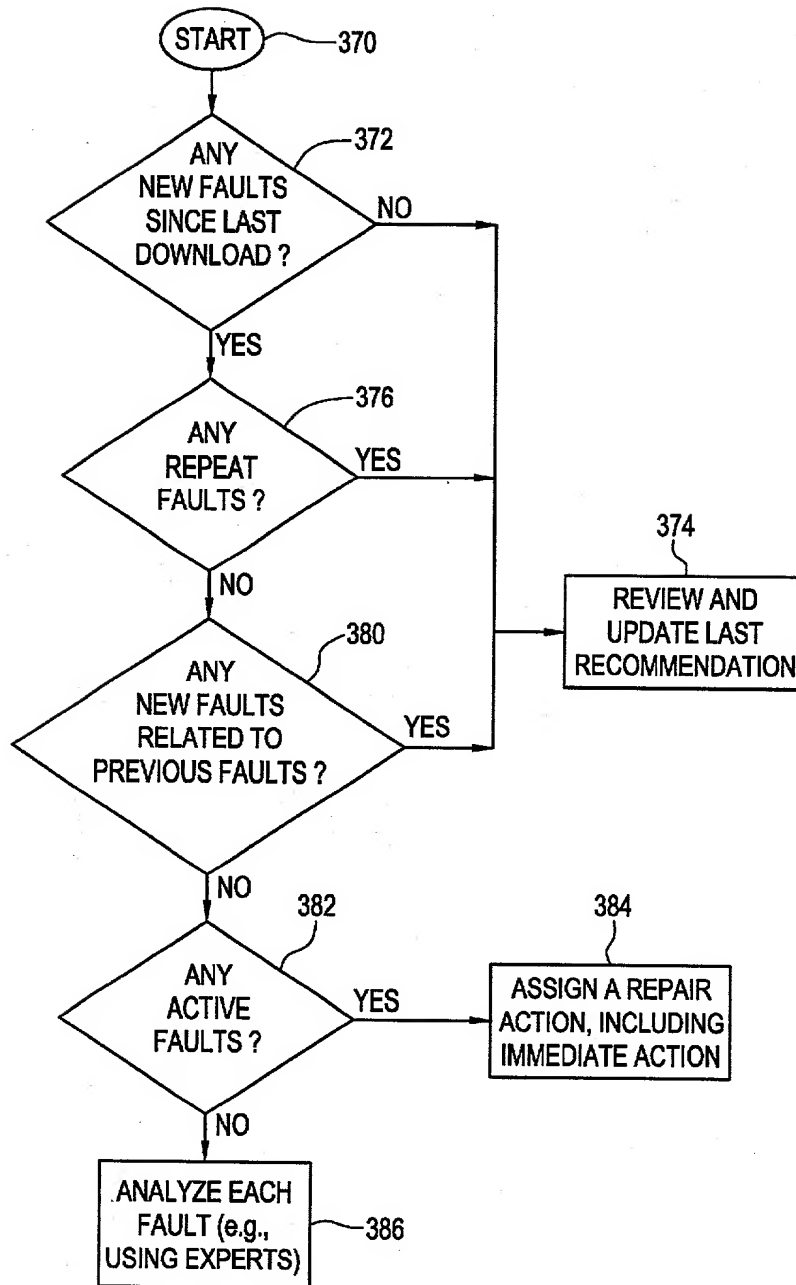 START
370
372
ANY
NEW FAULTS
SINCE LAST
DOWNLOAD ?
NO
YES
376
ANY
REPEAT
FAULTS ?
YES
NO
374
REVIEW AND
UPDATE LAST
RECOMMENDATION
380
ANY
NEW FAULTS
RELATED TO
PREVIOUS FAULTS ?
YES
NO
382
ANY
ACTIVE
FAULTS ?
YES
NO
384
ASSIGN A REPAIR
ACTION, INCLUDING
IMMEDIATE ACTION
ANALYZE EACH
FAULT (e.g.,
USING EXPERTS)
386